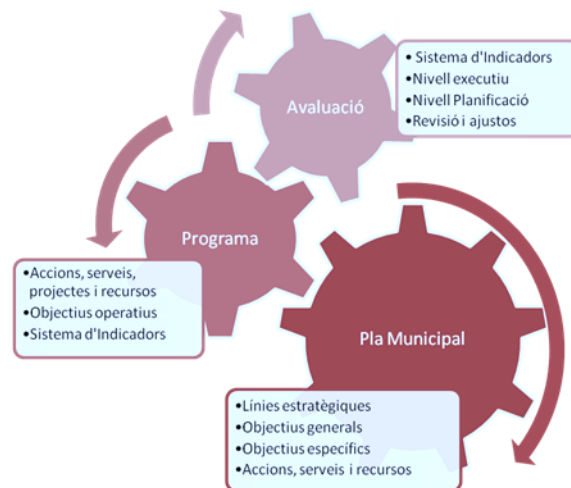 Avaluació
• Sistema d'Indicadors
• Nivell executiu
• Nivell Planificació
• Revisió i ajustos
Programa
•Accions, serveis,
projectes i recursos
•Objectius operatius
•Sistema d'Indicadors
Pla Municipal
•Línies estratègiques
•Objectius generals
•Objectius específics
•Accions, serveis i recursos